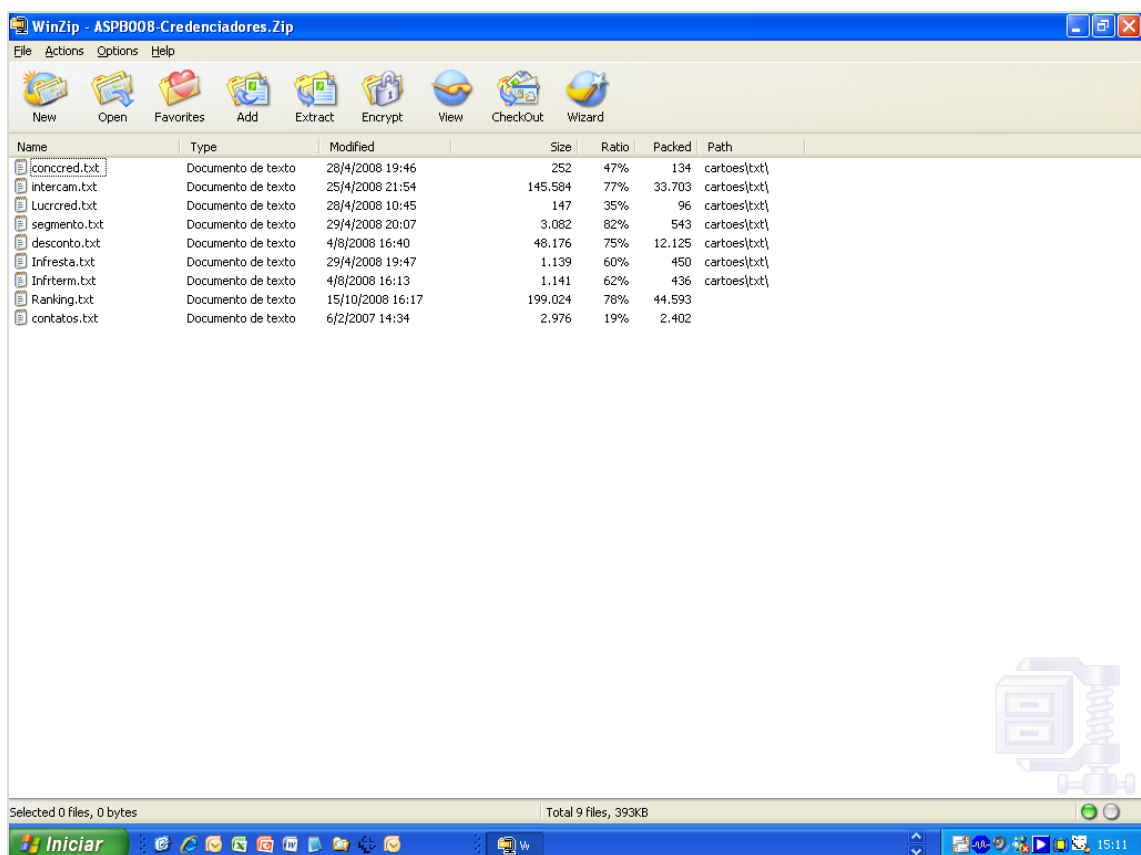 WinZip - ASPB008-Credenciadores.Zip
File Actions Options Help
New Open Favorites Add Extract Encrypt View CheckOut Wizard
Name Type Modified Size Ratio Packed Path
conccred.txt Documento de texto 28/4/2008 19:46 252 47% 134 cartoes\txt\
intercam.txt Documento de texto 25/4/2008 21:54 145.584 77% 33.703 cartoes\txt\
Lucrcred.txt Documento de texto 28/4/2008 10:45 147 35% 96 cartoes\txt\
segmento.txt Documento de texto 29/4/2008 20:07 3.082 82% 543 cartoes\txt\
desconto.txt Documento de texto 4/8/2008 16:40 48.176 75% 12.125 cartoes\txt\
Infresta.txt Documento de texto 29/4/2008 19:47 1.139 60% 450 cartoes\txt\
Infrterm.txt Documento de texto 4/8/2008 16:13 1.141 62% 436 cartoes\txt\
Ranking.txt Documento de texto 15/10/2008 16:17 199.024 78% 44.593
contatos.txt Documento de texto 6/2/2007 14:34 2.976 19% 2.402
Selected 0 files, 0 bytes Total 9 files, 393KB
Iniciar W 15:11